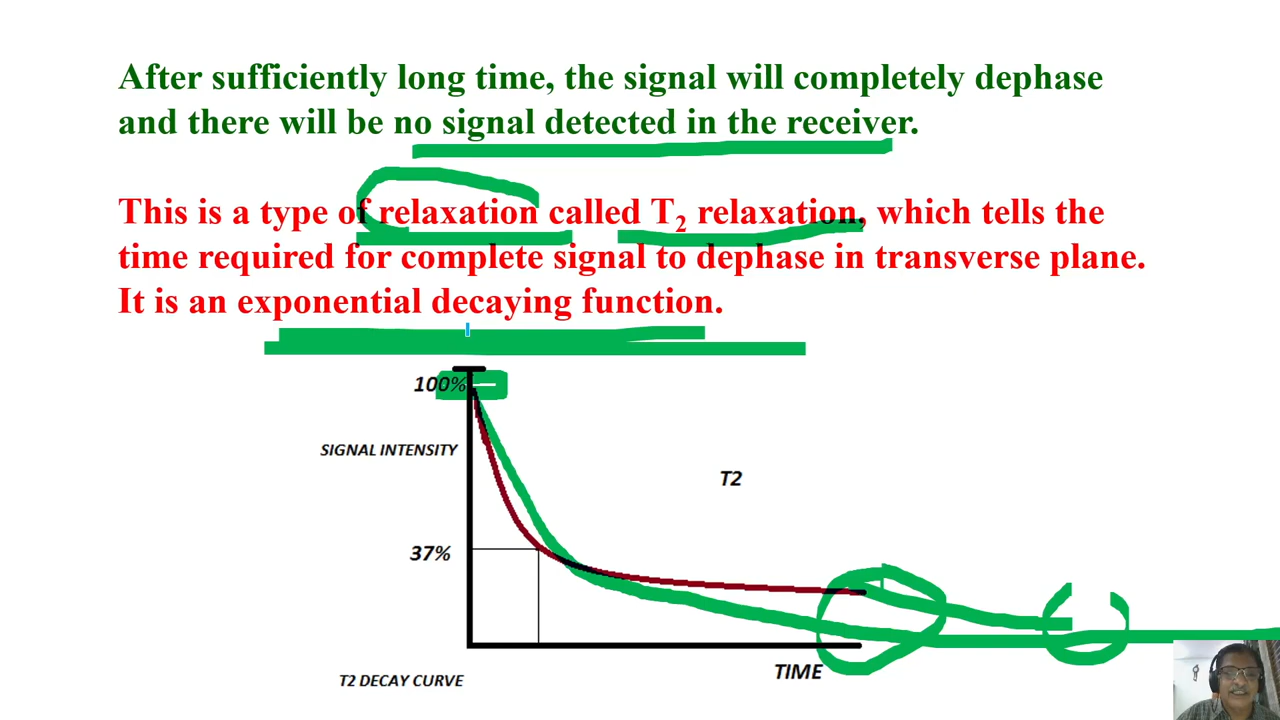 After sufficiently long time, the signal will completely dephase
and there will be no signal detected in the receiver.
This is a type of relaxation called T₂ relaxation, which tells the
time required for complete signal to dephase in transverse plane.
It is an exponential decaying function.
100%
SIGNAL INTENSITY
T2
37%
TIME
T2 DECAY CURVE